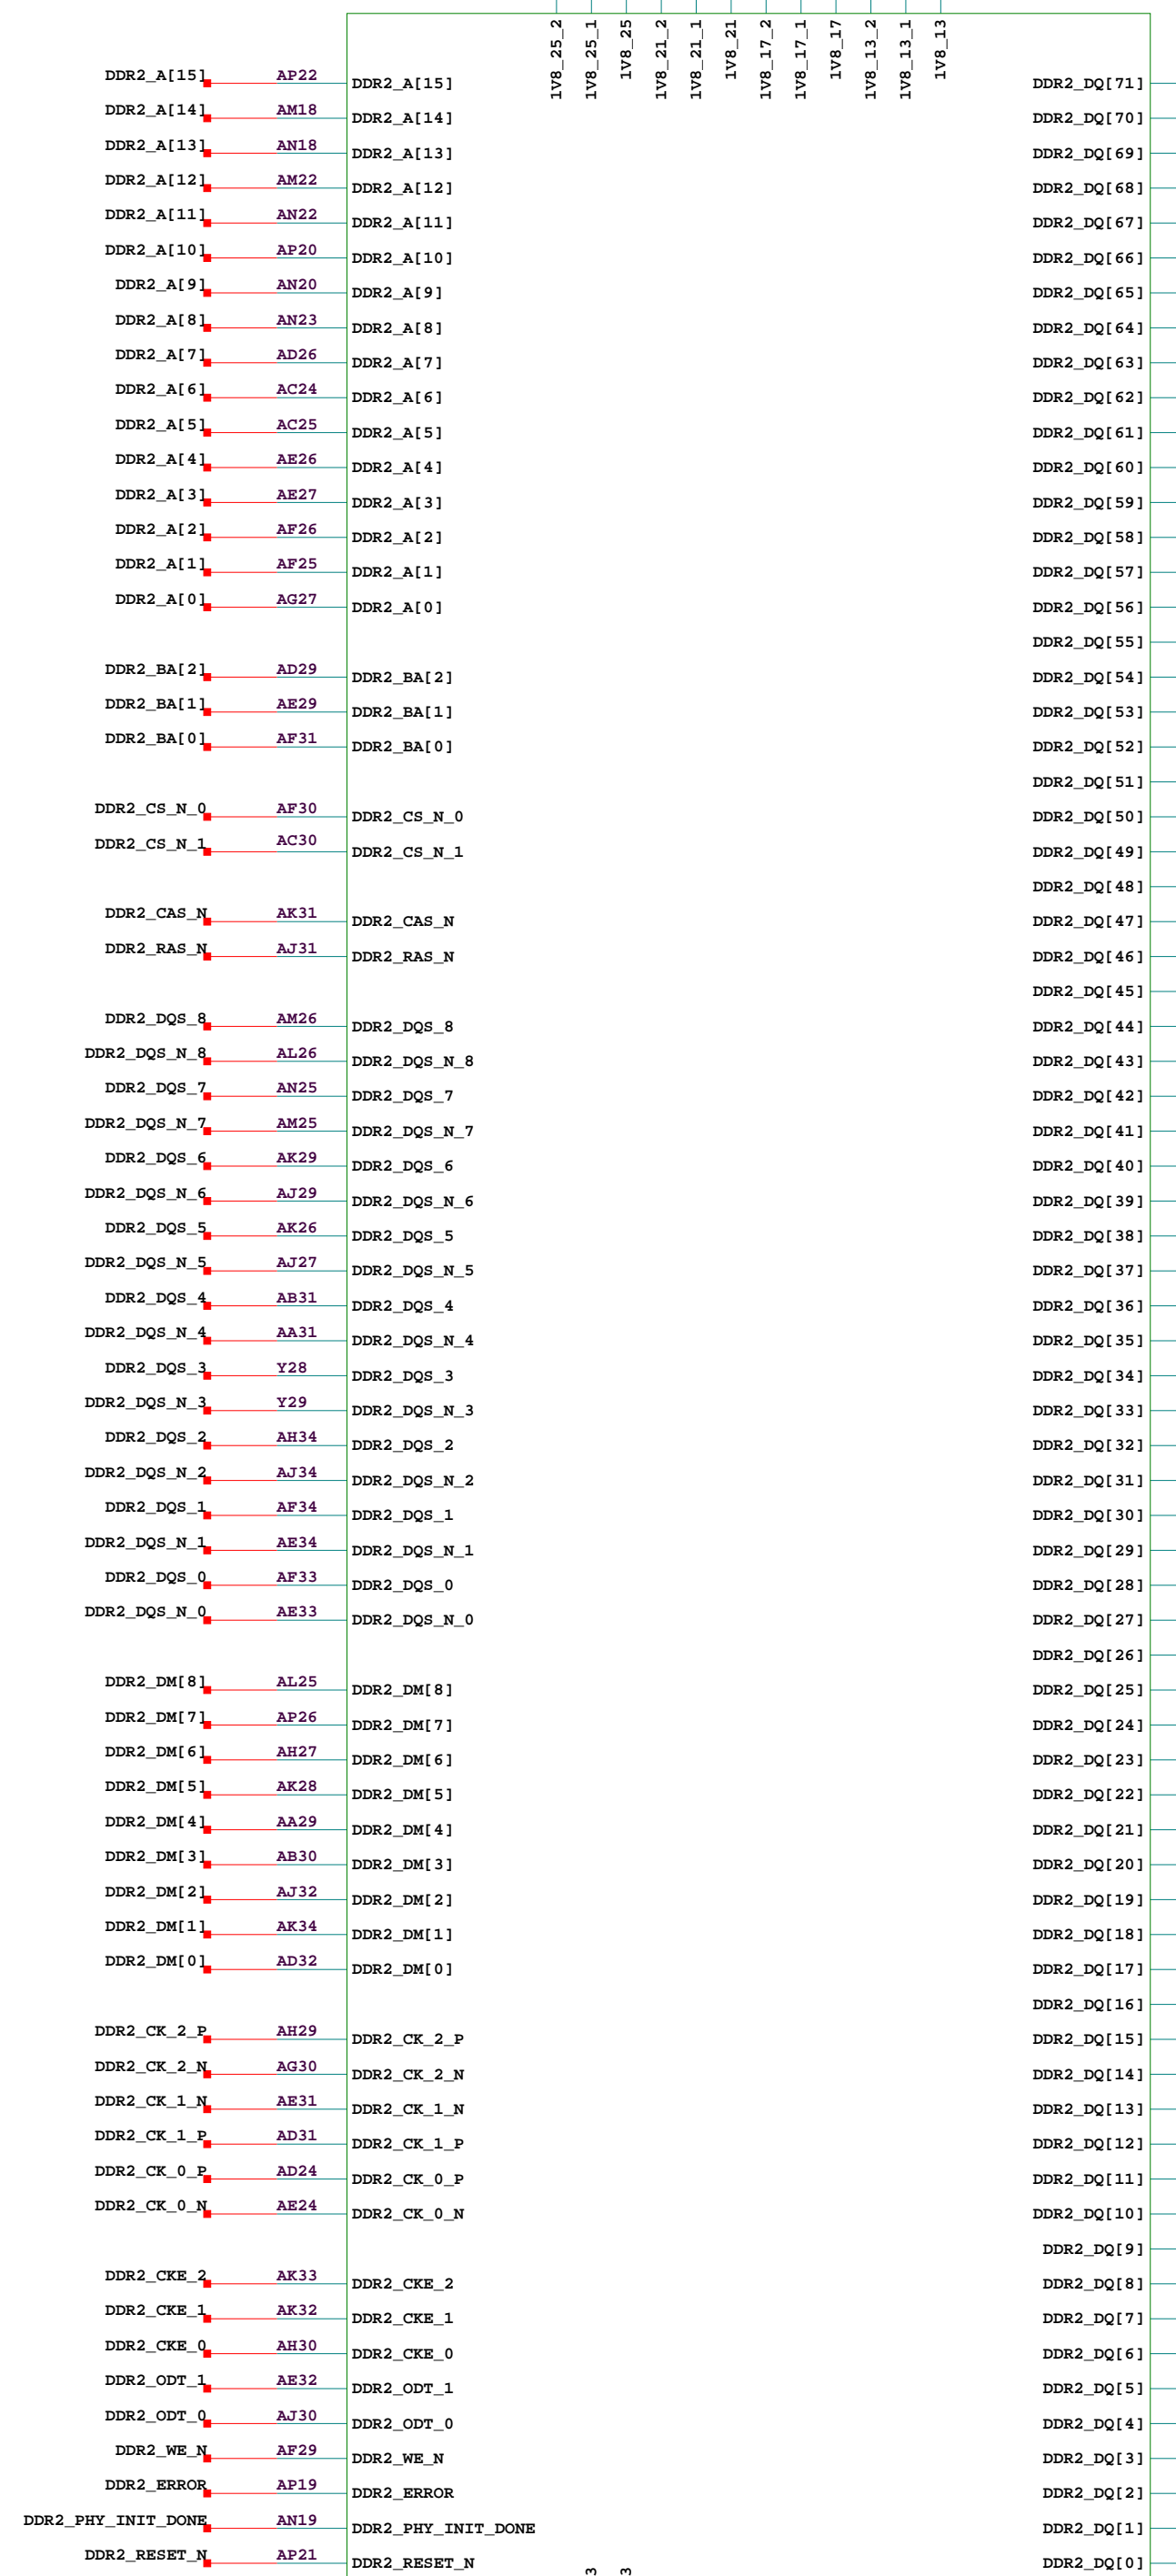 1V8_25_2 1V8_25_1 1V8_25 1V8_21_2 1V8_21_1 1V8_21 1V8_17_2 1V8_17_1 1V8_17 1V8_13_2 1V8_13_1 1V8_13
DDR2_A[15] AP22 DDR2_A[15] DDR2_DQ[71]
DDR2_A[14] AM18 DDR2_A[14] DDR2_DQ[70]
DDR2_A[13] AN18 DDR2_A[13] DDR2_DQ[69]
DDR2_A[12] AM22 DDR2_A[12] DDR2_DQ[68]
DDR2_A[11] AN22 DDR2_A[11] DDR2_DQ[67]
DDR2_A[10] AP20 DDR2_A[10] DDR2_DQ[66]
DDR2_A[9] AN20 DDR2_A[9] DDR2_DQ[65]
DDR2_A[8] AN23 DDR2_A[8] DDR2_DQ[64]
DDR2_A[7] AD26 DDR2_A[7] DDR2_DQ[63]
DDR2_A[6] AC24 DDR2_A[6] DDR2_DQ[62]
DDR2_A[5] AC25 DDR2_A[5] DDR2_DQ[61]
DDR2_A[4] AE26 DDR2_A[4] DDR2_DQ[60]
DDR2_A[3] AE27 DDR2_A[3] DDR2_DQ[59]
DDR2_A[2] AF26 DDR2_A[2] DDR2_DQ[58]
DDR2_A[1] AF25 DDR2_A[1] DDR2_DQ[57]
DDR2_A[0] AG27 DDR2_A[0] DDR2_DQ[56]
DDR2_DQ[55]
DDR2_BA[2] AD29 DDR2_BA[2] DDR2_DQ[54]
DDR2_BA[1] AE29 DDR2_BA[1] DDR2_DQ[53]
DDR2_BA[0] AF31 DDR2_BA[0] DDR2_DQ[52]
DDR2_DQ[51]
DDR2_CS_N_0 AF30 DDR2_CS_N_0 DDR2_DQ[50]
DDR2_CS_N_1 AC30 DDR2_CS_N_1 DDR2_DQ[49]
DDR2_DQ[48]
DDR2_CAS_N AK31 DDR2_CAS_N DDR2_DQ[47]
DDR2_RAS_N AJ31 DDR2_RAS_N DDR2_DQ[46]
DDR2_DQ[45]
DDR2_DQS_8 AM26 DDR2_DQS_8 DDR2_DQ[44]
DDR2_DQS_N_8 AL26 DDR2_DQS_N_8 DDR2_DQ[43]
DDR2_DQS_7 AN25 DDR2_DQS_7 DDR2_DQ[42]
DDR2_DQS_N_7 AM25 DDR2_DQS_N_7 DDR2_DQ[41]
DDR2_DQS_6 AK29 DDR2_DQS_6 DDR2_DQ[40]
DDR2_DQS_N_6 AJ29 DDR2_DQS_N_6 DDR2_DQ[39]
DDR2_DQS_5 AK26 DDR2_DQS_5 DDR2_DQ[38]
DDR2_DQS_N_5 AJ27 DDR2_DQS_N_5 DDR2_DQ[37]
DDR2_DQS_4 AB31 DDR2_DQS_4 DDR2_DQ[36]
DDR2_DQS_N_4 AA31 DDR2_DQS_N_4 DDR2_DQ[35]
DDR2_DQS_3 Y28 DDR2_DQS_3 DDR2_DQ[34]
DDR2_DQS_N_3 Y29 DDR2_DQS_N_3 DDR2_DQ[33]
DDR2_DQS_2 AH34 DDR2_DQS_2 DDR2_DQ[32]
DDR2_DQS_N_2 AJ34 DDR2_DQS_N_2 DDR2_DQ[31]
DDR2_DQS_1 AF34 DDR2_DQS_1 DDR2_DQ[30]
DDR2_DQS_N_1 AE34 DDR2_DQS_N_1 DDR2_DQ[29]
DDR2_DQS_0 AF33 DDR2_DQS_0 DDR2_DQ[28]
DDR2_DQS_N_0 AE33 DDR2_DQS_N_0 DDR2_DQ[27]
DDR2_DQ[26]
DDR2_DM[8] AL25 DDR2_DM[8] DDR2_DQ[25]
DDR2_DM[7] AP26 DDR2_DM[7] DDR2_DQ[24]
DDR2_DM[6] AH27 DDR2_DM[6] DDR2_DQ[23]
DDR2_DM[5] AK28 DDR2_DM[5] DDR2_DQ[22]
DDR2_DM[4] AA29 DDR2_DM[4] DDR2_DQ[21]
DDR2_DM[3] AB30 DDR2_DM[3] DDR2_DQ[20]
DDR2_DM[2] AJ32 DDR2_DM[2] DDR2_DQ[19]
DDR2_DM[1] AK34 DDR2_DM[1] DDR2_DQ[18]
DDR2_DM[0] AD32 DDR2_DM[0] DDR2_DQ[17]
DDR2_DQ[16]
DDR2_CK_2_P AH29 DDR2_CK_2_P DDR2_DQ[15]
DDR2_CK_2_N AG30 DDR2_CK_2_N DDR2_DQ[14]
DDR2_CK_1_N AE31 DDR2_CK_1_N DDR2_DQ[13]
DDR2_CK_1_P AD31 DDR2_CK_1_P DDR2_DQ[12]
DDR2_CK_0_P AD24 DDR2_CK_0_P DDR2_DQ[11]
DDR2_CK_0_N AE24 DDR2_CK_0_N DDR2_DQ[10]
DDR2_DQ[9]
DDR2_CKE_2 AK33 DDR2_CKE_2 DDR2_DQ[8]
DDR2_CKE_1 AK32 DDR2_CKE_1 DDR2_DQ[7]
DDR2_CKE_0 AH30 DDR2_CKE_0 DDR2_DQ[6]
DDR2_ODT_1 AE32 DDR2_ODT_1 DDR2_DQ[5]
DDR2_ODT_0 AJ30 DDR2_ODT_0 DDR2_DQ[4]
DDR2_WE_N AF29 DDR2_WE_N DDR2_DQ[3]
DDR2_ERROR AP19 DDR2_ERROR DDR2_DQ[2]
DDR2_PHY_INIT_DONE AN19 DDR2_PHY_INIT_DONE DDR2_DQ[1]
DDR2_RESET_N AP21 DDR2_RESET_N DDR2_DQ[0]
3 3